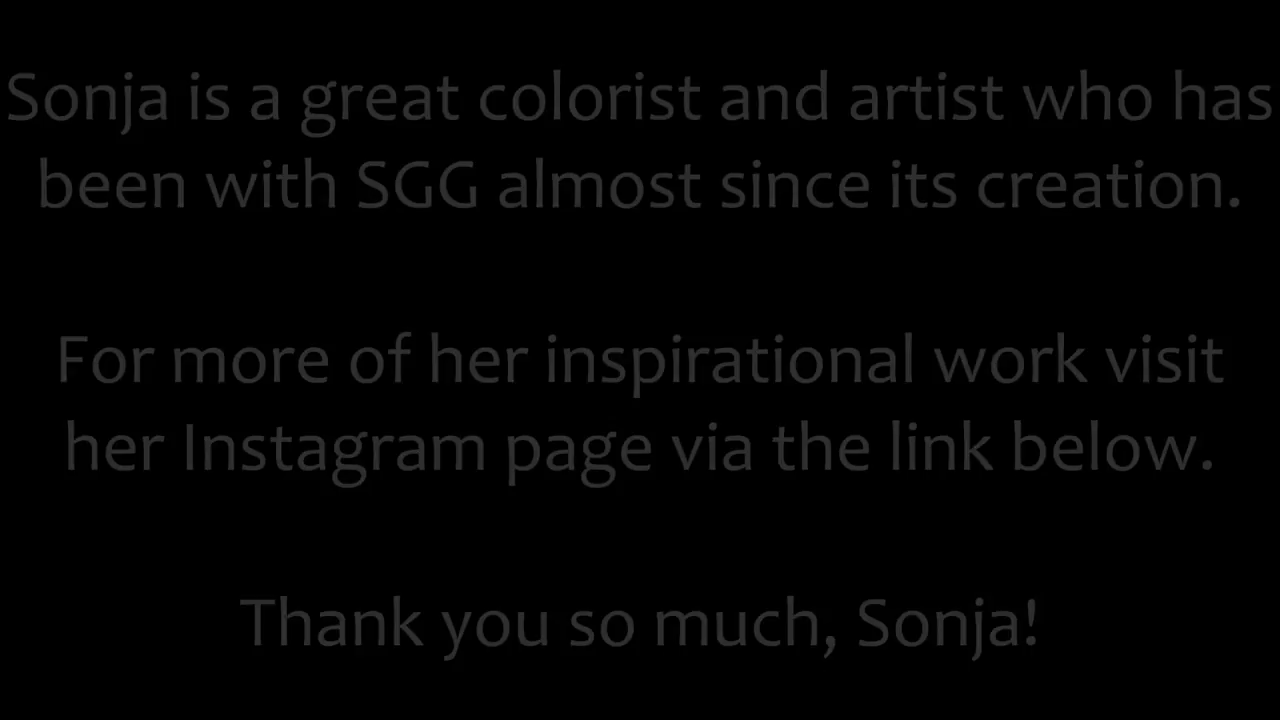 Sonja is a great colorist and artist who has
been with SGG almost since its creation.
For more of her inspirational work visit
her Instagram page via the link below.
Thank you so much, Sonja!